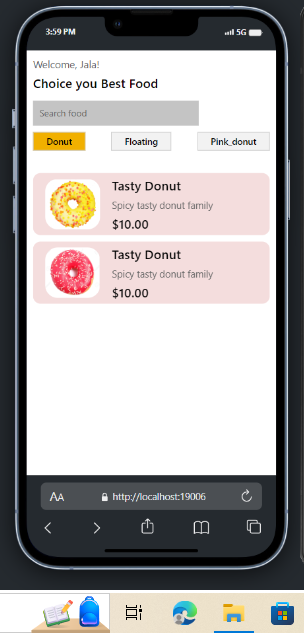 3:59 PM
5G
Welcome, Jala!
Choice you Best Food
Search food
Donut Floating Pink_donut
Tasty Donut
Spicy tasty donut family
$10.00
Tasty Donut
Spicy tasty donut family
$10.00
AA http://localhost:19006